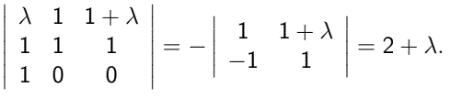 | λ 1 1 + λ |
| 1 1 1 | = − | 1 1 + λ | = 2 + λ.
| 1 0 0 | | −1 1 |